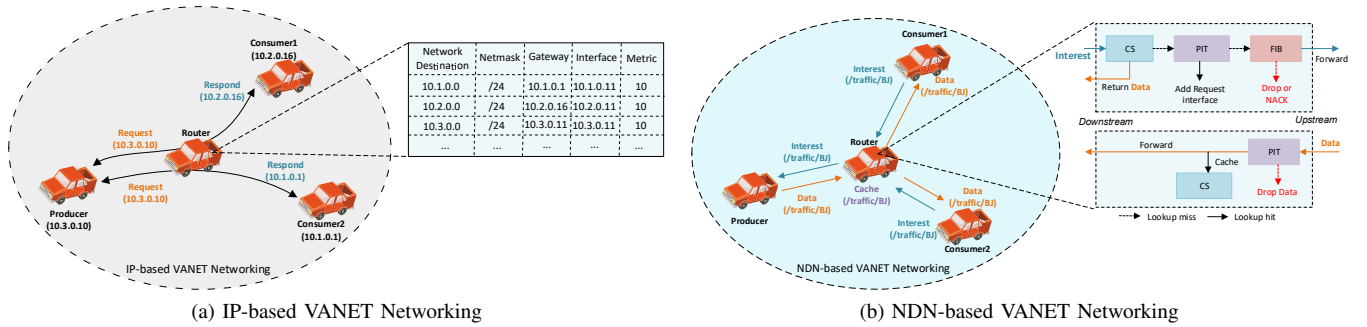 Consumer1
(10.2.0.16)
Respond
(10.2.0.16)
Router
Request
(10.3.0.10)
Respond
(10.1.0.1)
Request
(10.3.0.10)
Producer
(10.3.0.10)
Consumer2
(10.1.0.1)
IP-based VANET Networking
Network Destination Netmask Gateway Interface Metric
10.1.0.0 /24 10.1.0.1 10.1.0.11 10
10.2.0.0 /24 10.2.0.16 10.2.0.11 10
10.3.0.0 /24 10.3.0.11 10.3.0.11 10
... ... ... ... ...
(a) IP-based VANET Networking
Consumer1
Interest
(/traffic/BJ)
Data
(/traffic/BJ)
Router
Interest
(/traffic/BJ)
Cache
(/traffic/BJ)
Data
(/traffic/BJ)
Producer
Data
(/traffic/BJ)
Interest
(/traffic/BJ)
Consumer2
NDN-based VANET Networking
CS PIT FIB
Interest
Forward
Return Data
Add Request
interface
Drop or
NACK
Downstream Upstream
Forward PIT Data
Cache
CS
Drop Data
Lookup miss Lookup hit
(b) NDN-based VANET Networking